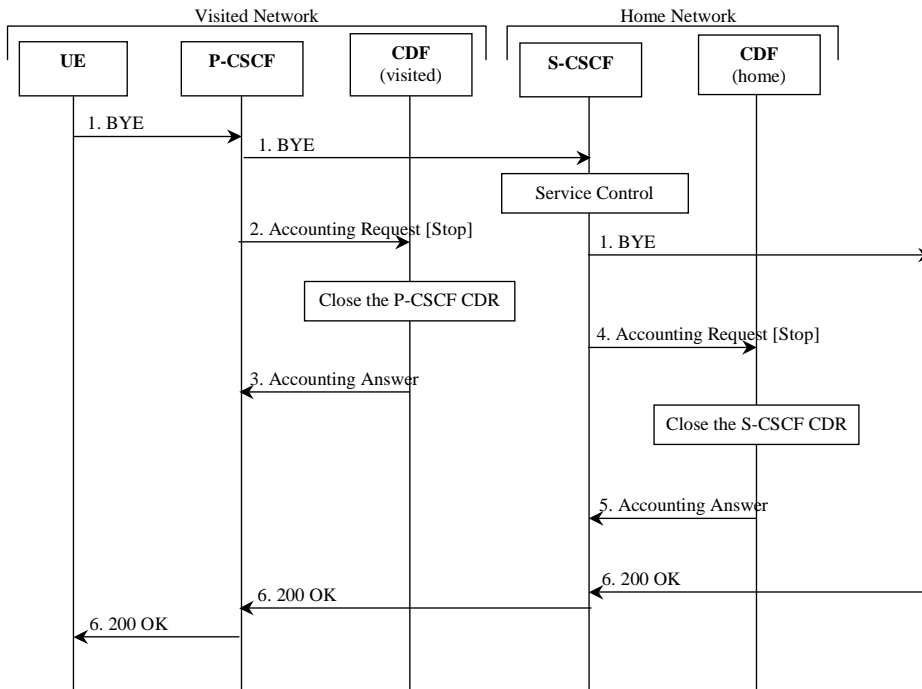 Visited Network
Home Network
UE
P-CSCF
CDF
(visited)
S-CSCF
CDF
(home)
1. BYE
1. BYE
Service Control
2. Accounting Request [Stop]
1. BYE
Close the P-CSCF CDR
4. Accounting Request [Stop]
3. Accounting Answer
Close the S-CSCF CDR
5. Accounting Answer
6. 200 OK
6. 200 OK
6. 200 OK